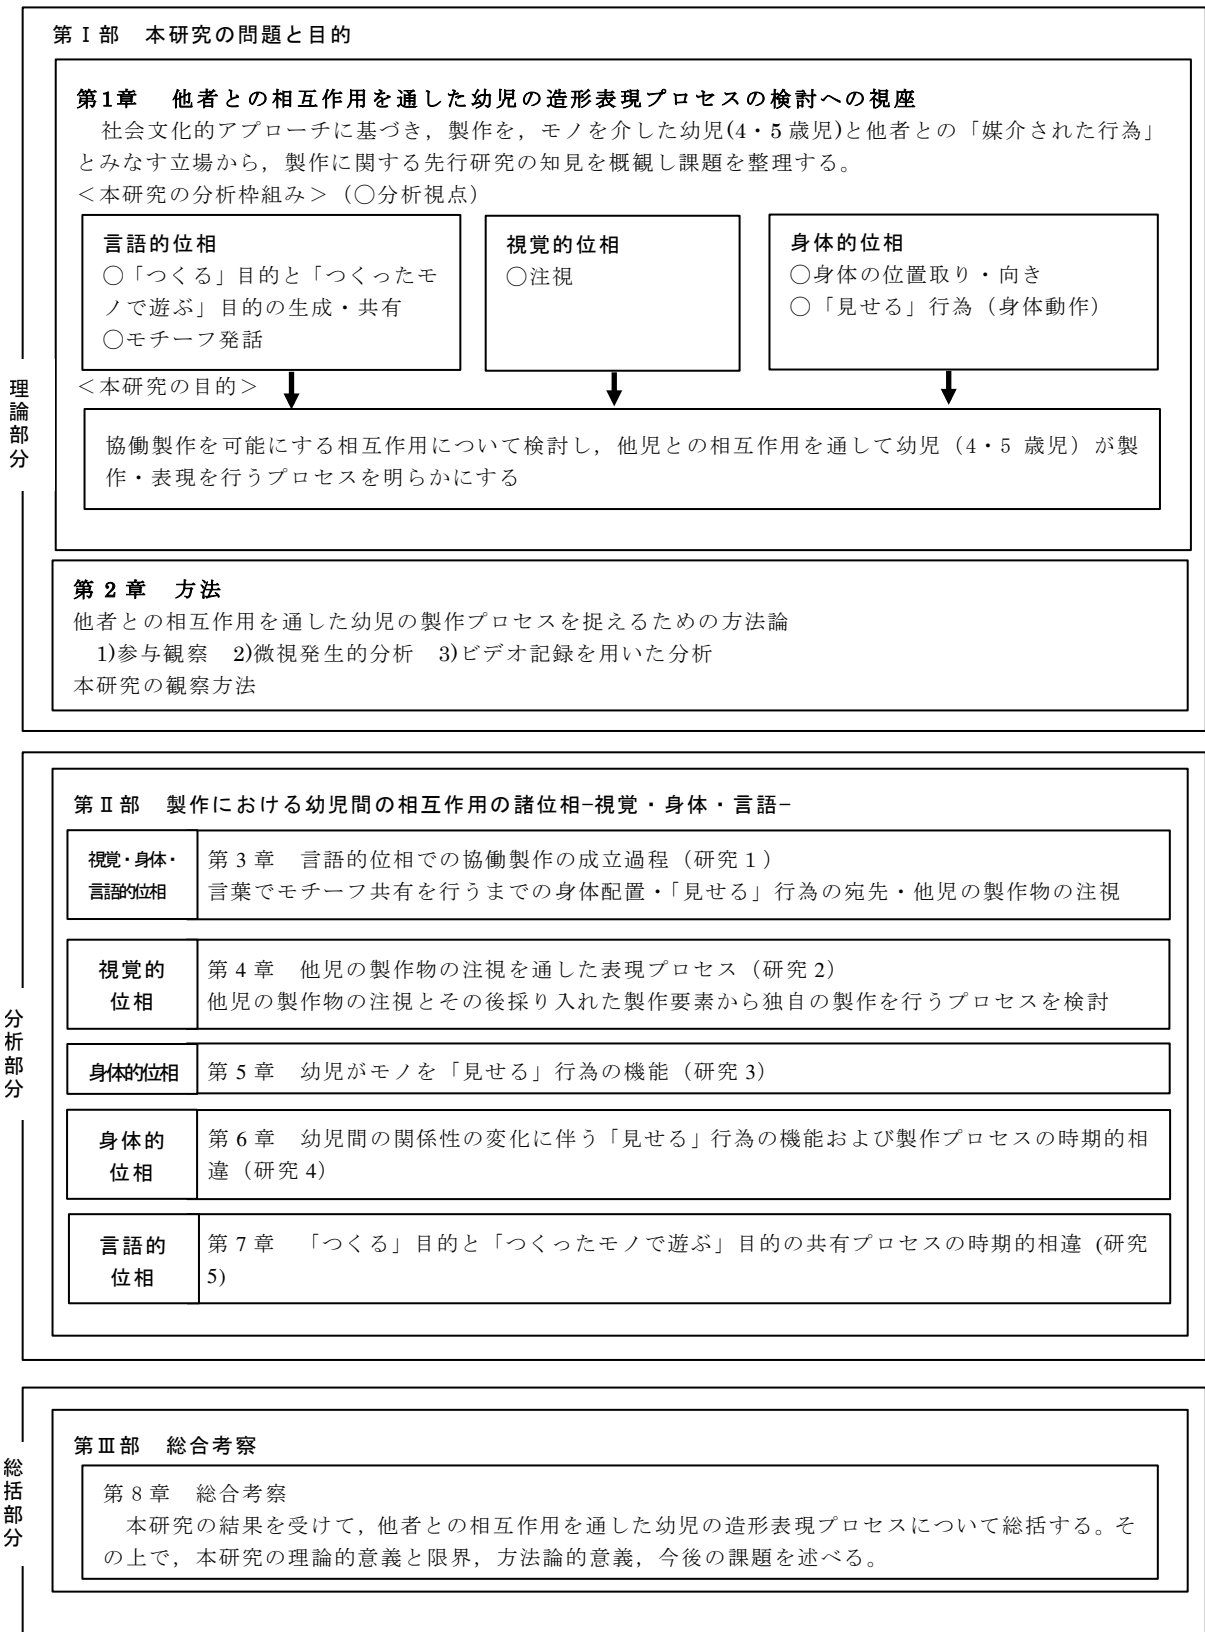 第Ⅰ部　本研究の問題と目的
第1章　他者との相互作用を通した幼児の造形表現プロセスの検討への視座
社会文化的アプローチに基づき，製作を，モノを介した幼児(4・5 歳児)と他者との「媒介された行為」
とみなす立場から，製作に関する先行研究の知見を概観し課題を整理する。
＜本研究の分析枠組み＞（○分析視点）
言語的位相
○「つくる」目的と「つくったモ
ノで遊ぶ」目的の生成・共有
○モチーフ発話
視覚的位相
○注視
身体的位相
○身体の位置取り・向き
○「見せる」行為（身体動作）
＜本研究の目的＞
協働製作を可能にする相互作用について検討し，他児との相互作用を通して幼児（4・5 歳児）が製
作・表現を行うプロセスを明らかにする
理論部分
第 2 章　方法
他者との相互作用を通した幼児の製作プロセスを捉えるための方法論
1)参与観察　2)微視発生的分析　3)ビデオ記録を用いた分析
本研究の観察方法
第Ⅱ部　製作における幼児間の相互作用の諸位相−視覚・身体・言語−
視覚・身体・
言語的位相
第 3 章　言語的位相での協働製作の成立過程（研究 1）
言葉でモチーフ共有を行うまでの身体配置・「見せる」行為の宛先・他児の製作物の注視
視覚的
位相
第 4 章　他児の製作物の注視を通した表現プロセス（研究 2）
他児の製作物の注視とその後採り入れた製作要素から独自の製作を行うプロセスを検討
分析部分
身体的位相
第 5 章　幼児がモノを「見せる」行為の機能（研究 3）
身体的
位相
第 6 章　幼児間の関係性の変化に伴う「見せる」行為の機能および製作プロセスの時期的相
違（研究 4）
言語的
位相
第 7 章　「つくる」目的と「つくったモノで遊ぶ」目的の共有プロセスの時期的相違 (研究
5)
第Ⅲ部　総合考察
総括部分
第 8 章　総合考察
本研究の結果を受けて，他者との相互作用を通した幼児の造形表現プロセスについて総括する。そ
の上で，本研究の理論的意義と限界，方法論的意義，今後の課題を述べる。